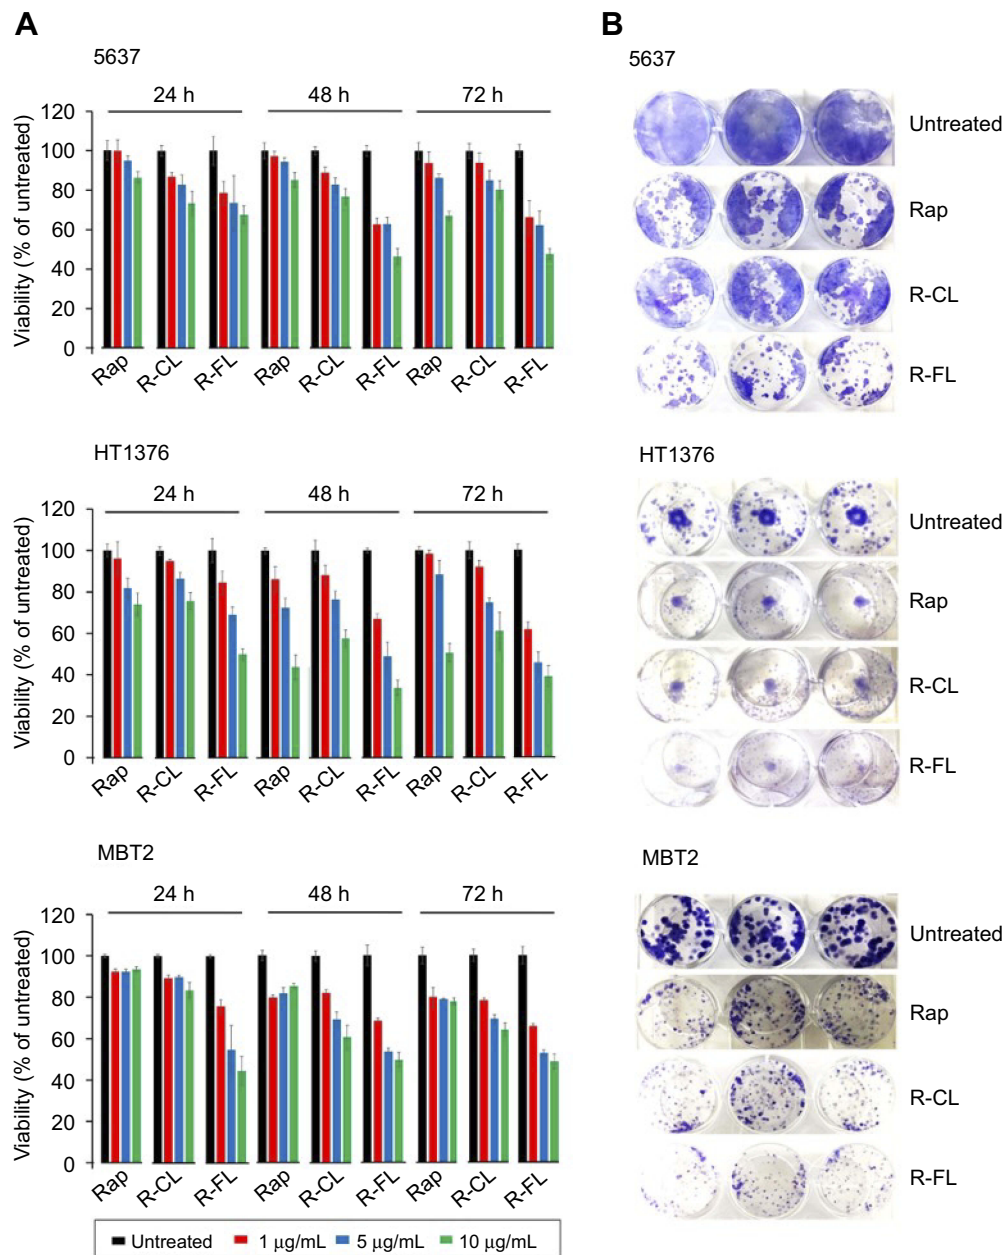 A
5637
24 h
48 h
72 h
Viability (% of untreated)
120
100
80
60
40
20
0
Rap
R-CL
R-FL
Rap
R-CL
R-FL
Rap
R-CL
R-FL
HT1376
24 h
48 h
72 h
Viability (% of untreated)
120
100
80
60
40
20
0
Rap
R-CL
R-FL
Rap
R-CL
R-FL
Rap
R-CL
R-FL
MBT2
24 h
48 h
72 h
Viability (% of untreated)
120
100
80
60
40
20
0
Rap
R-CL
R-FL
Rap
R-CL
R-FL
Rap
R-CL
R-FL
Untreated 1 µg/mL 5 µg/mL 10 µg/mL
B
5637
Untreated
Rap
R-CL
R-FL
HT1376
Untreated
Rap
R-CL
R-FL
MBT2
Untreated
Rap
R-CL
R-FL